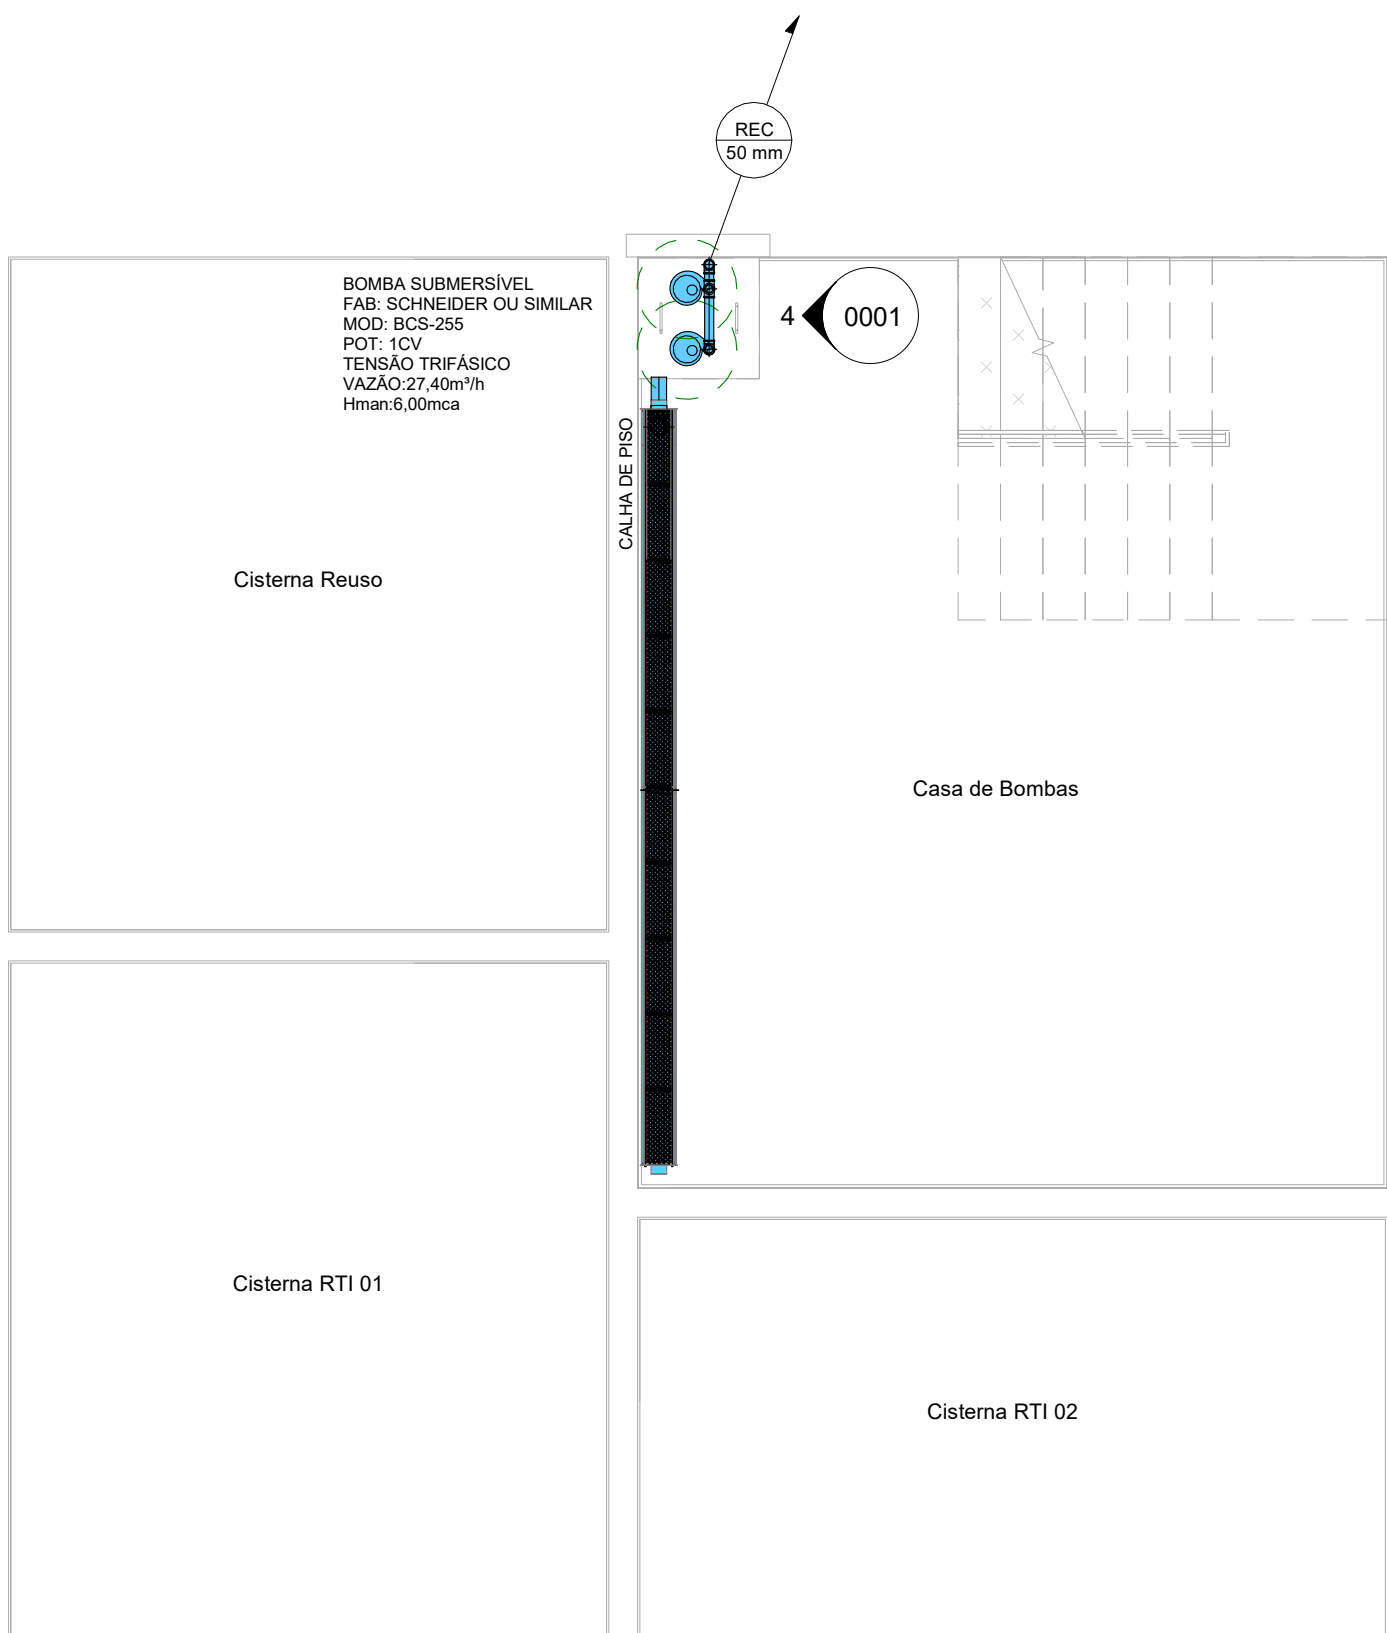 REC
50 mm
BOMBA SUBMERSÍVEL
FAB: SCHNEIDER OU SIMILAR
MOD: BCS-255
POT: 1CV
TENSÃO TRIFÁSICO
VAZÃO:27,40m³/h
Hman:6,00mca
4
0001
CALHA DE PISO
Cisterna Reuso
Casa de Bombas
Cisterna RTI 01
Cisterna RTI 02